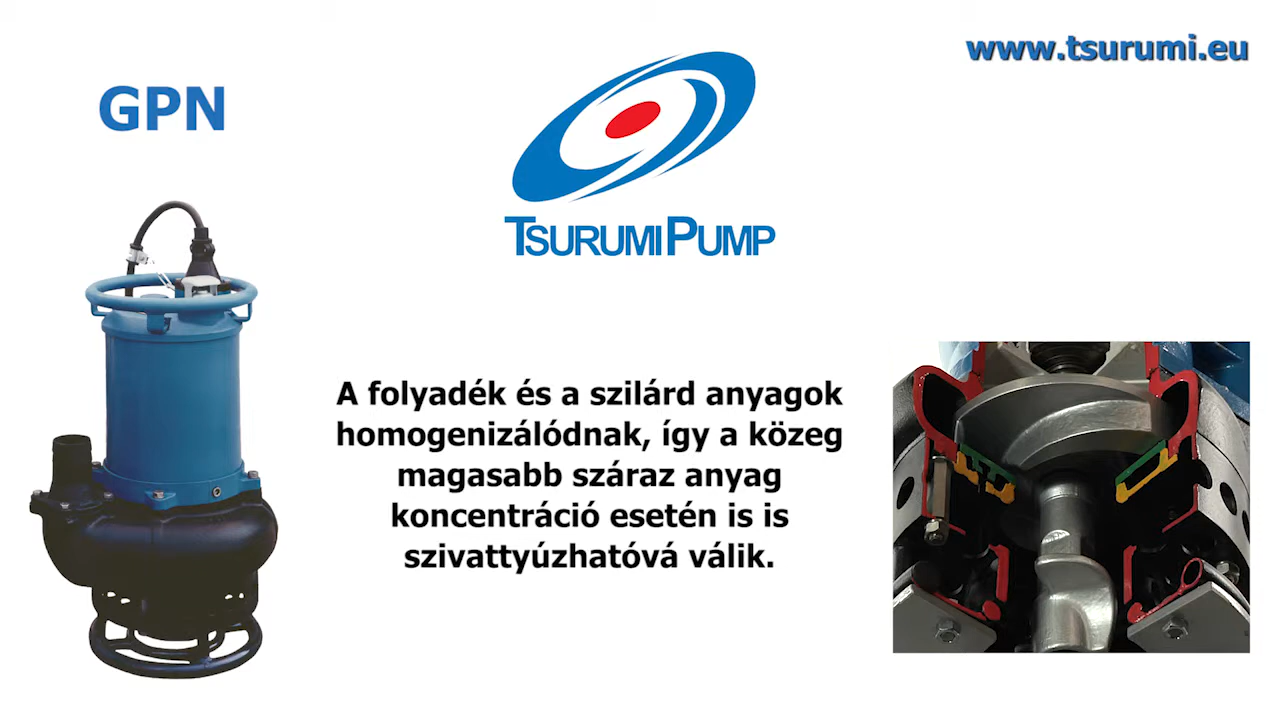 www.tsurumi.eu
GPN
TSURUMI PUMP
A folyadék és a szilárd anyagok
homogenizálódnak, így a közeg
magasabb száraz anyag
koncentráció esetén is is
szivattyúzhatóvá válik.